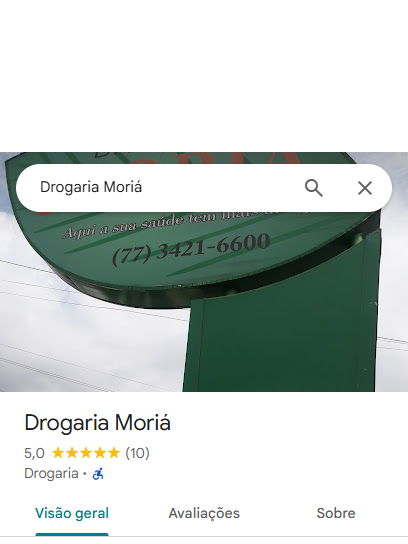 Drogaria Moriá
Aqui a sua saúde tem mais
(77) 3421-6600
Drogaria Moriá
5,0 ★★★★★ (10)
Drogaria ·
Visão geral
Avaliações
Sobre